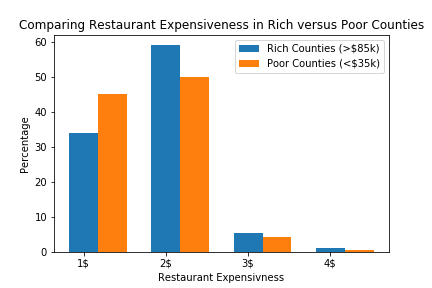 Comparing Restaurant Expensiveness in Rich versus Poor Counties
Rich Counties (>$85k)
Poor Counties (<$35k)
60
50
40
30
20
10
0
Percentage
1$ 2$ 3$ 4$
Restaurant Expensivness